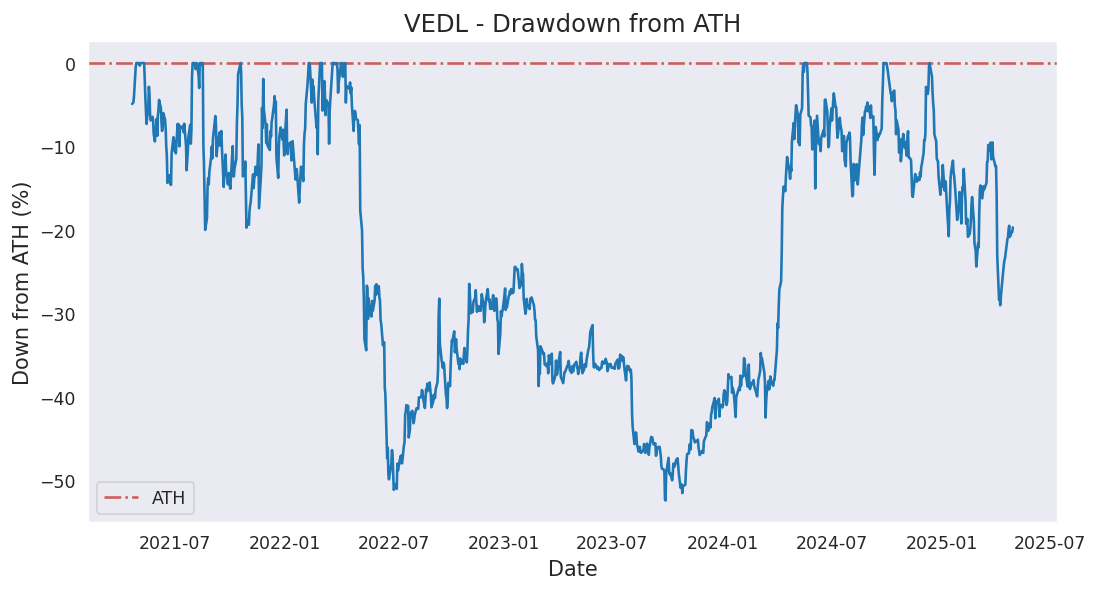 VEDL - Drawdown from ATH
Down from ATH (%)
0
−10
−20
−30
−40
−50
ATH
2021-07 2022-01 2022-07 2023-01 2023-07 2024-01 2024-07 2025-01 2025-07
Date